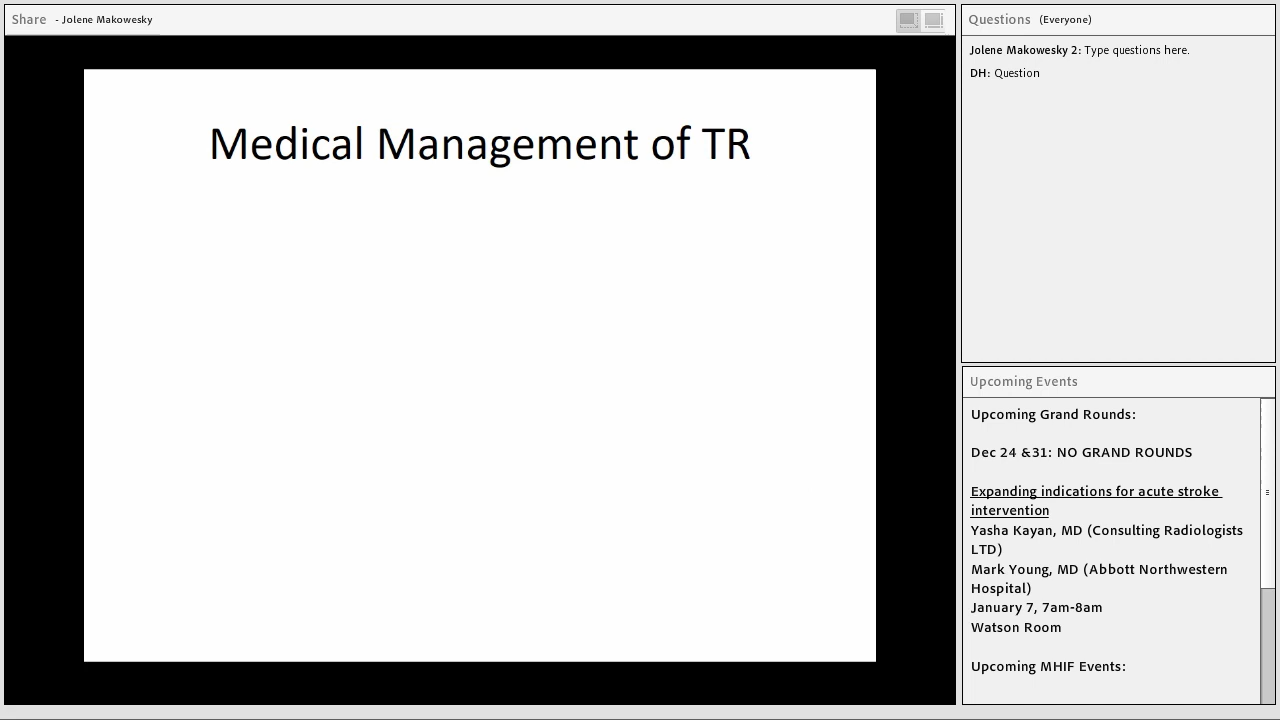 Share - Jolene Makowesky
Medical Management of TR
Questions (Everyone)
Jolene Makowesky 2: Type questions here.
DH: Question
Upcoming Events
Upcoming Grand Rounds:
Dec 24 &31: NO GRAND ROUNDS
Expanding indications for acute stroke
intervention
Yasha Kayan, MD (Consulting Radiologists
LTD)
Mark Young, MD (Abbott Northwestern
Hospital)
January 7, 7am-8am
Watson Room
Upcoming MHIF Events: